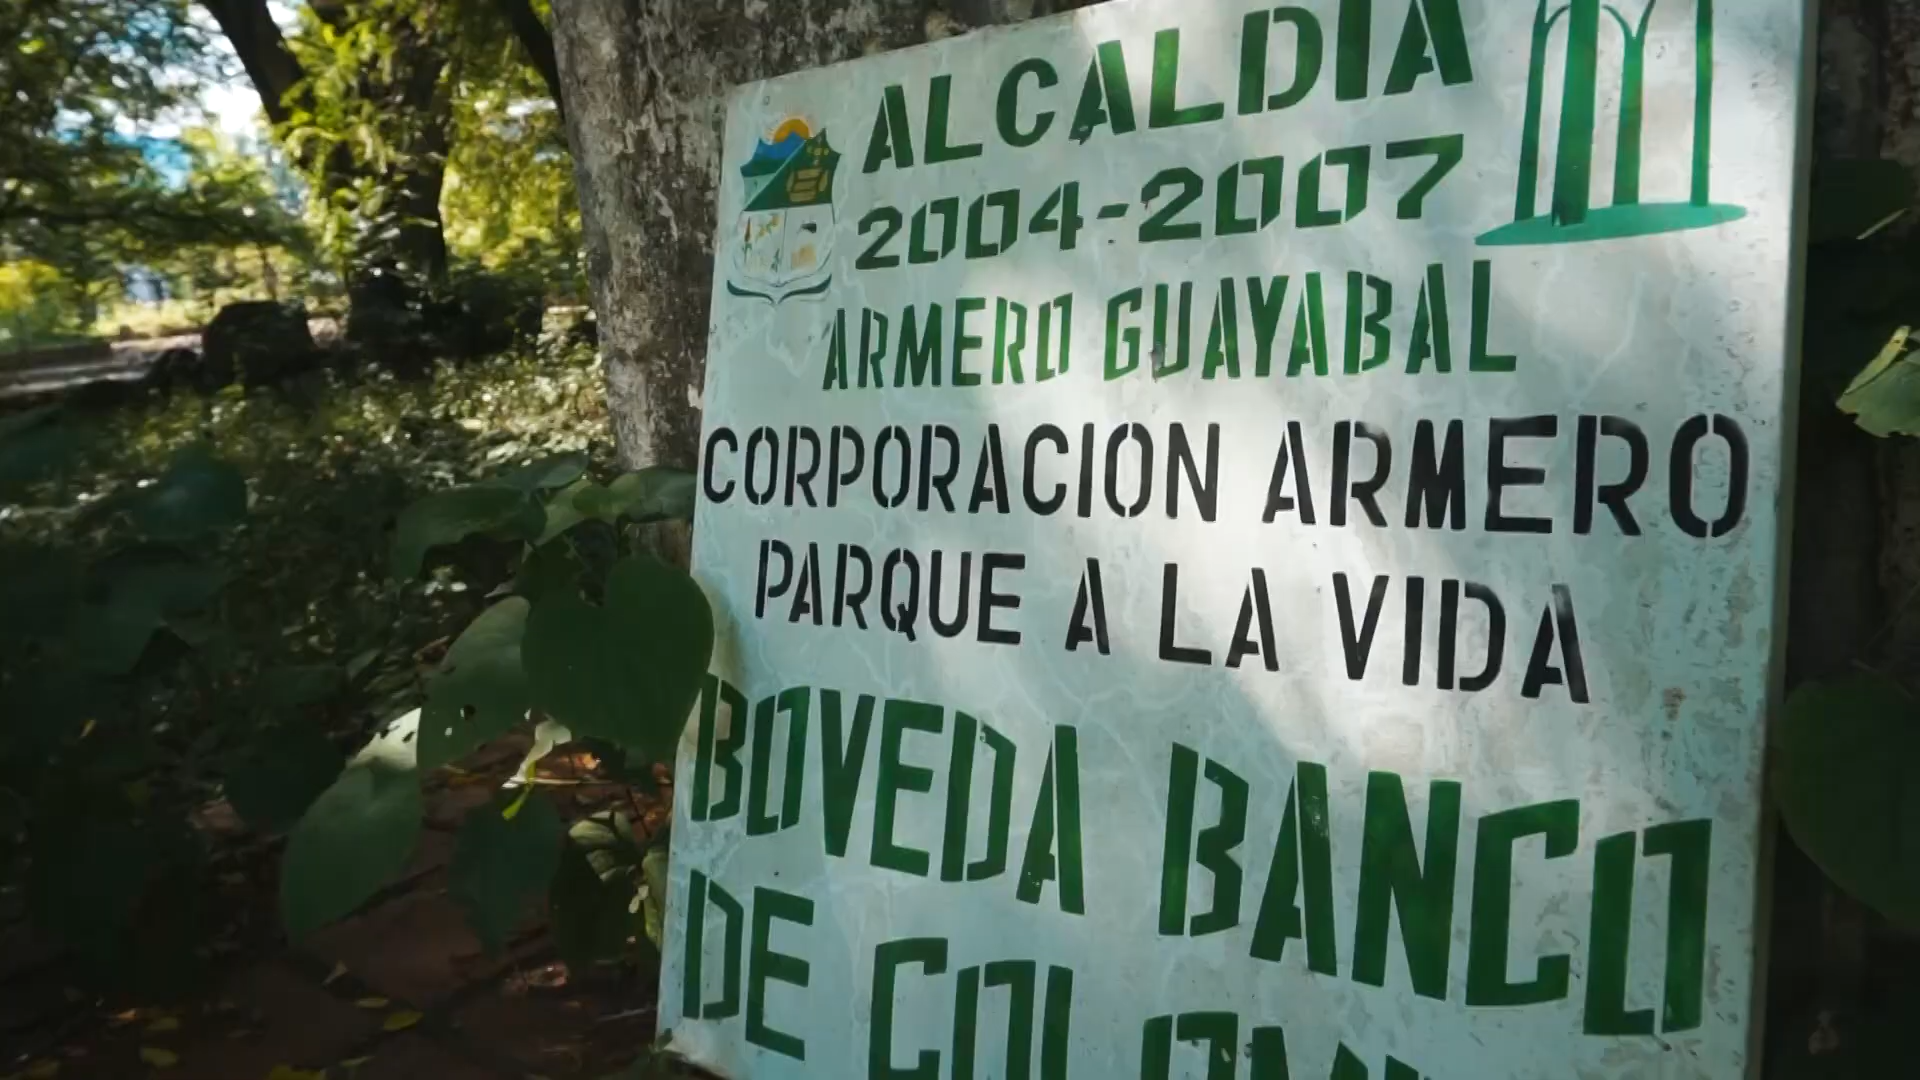 ALCALDIA
2004-2007
ARMERO GUAYABAL
CORPORACION ARMERO
PARQUE A LA VIDA
BOVEDA BANCO
DE